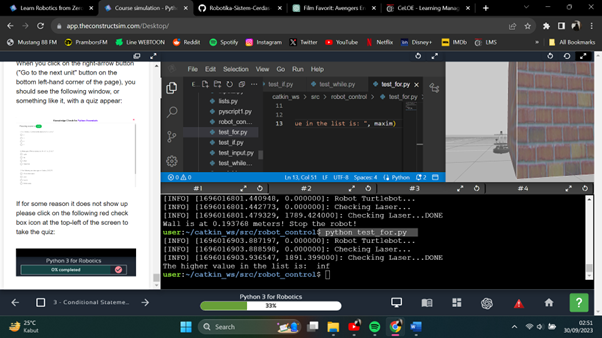 Learn Robotics from Zer
Course simulation - Pytho
Robotika-Sistem-Cerdas
Film Favorit: Avengers En
CeLOE - Learning Manag
app.theconstructsim.com/Desktop/
Mustang 88 FM
PramborsFM
Line WEBTOON
Reddit
Spotify
Instagram
Twitter
YouTube
Netflix
Disney+
IMDb
LMS
»
All Bookmarks
When you click on the right-arrow button
("Go to the next unit" button on the
bottom left-hand corner of the page), you
should see the following window, or
something like it, with a quiz appear:
If for some reason it does not show up
please click on the following red check
box icon at the top-left of the screen to
take the quiz:
Python 3 for Robotics
0% completed
File Edit Selection View Go Run Help
E...
lists.py
pyscript1.py
robot_con...
test_for.py
test_if.py
test_input.py
test_while...
test_if.py
test_while.py
test_for.py
catkin_ws > src > robot_control > test_for.py
11
12
13 ue in the list is: ", maxim)
0 0 Ln 13, Col 51 LF UTF-8 Spaces: 4 Python 2
#1
#2
#3
#4
[INFO] [1696016801.440948, 0.000000]: Robot Turtlebot...
[INFO] [1696016801.442773, 0.000000]: Checking Laser...
[INFO] [1696016801.479329, 1789.424000]: Checking Laser...DONE
Wall is at 0.193768 meters! Stop the robot!
user:~/catkin_ws/src/robot_control$ python test_for.py
[INFO] [1696016903.887197, 0.000000]: Robot Turtlebot...
[INFO] [1696016903.888598, 0.000000]: Checking Laser...
[INFO] [1696016903.936547, 1891.399000]: Checking Laser...DONE
The higher value in the list is: inf
user:~/catkin_ws/src/robot_control$
3 - Conditional Stateme...
Python 3 for Robotics
33%
?
25°C
Kabut
Search
02:51
30/09/2023